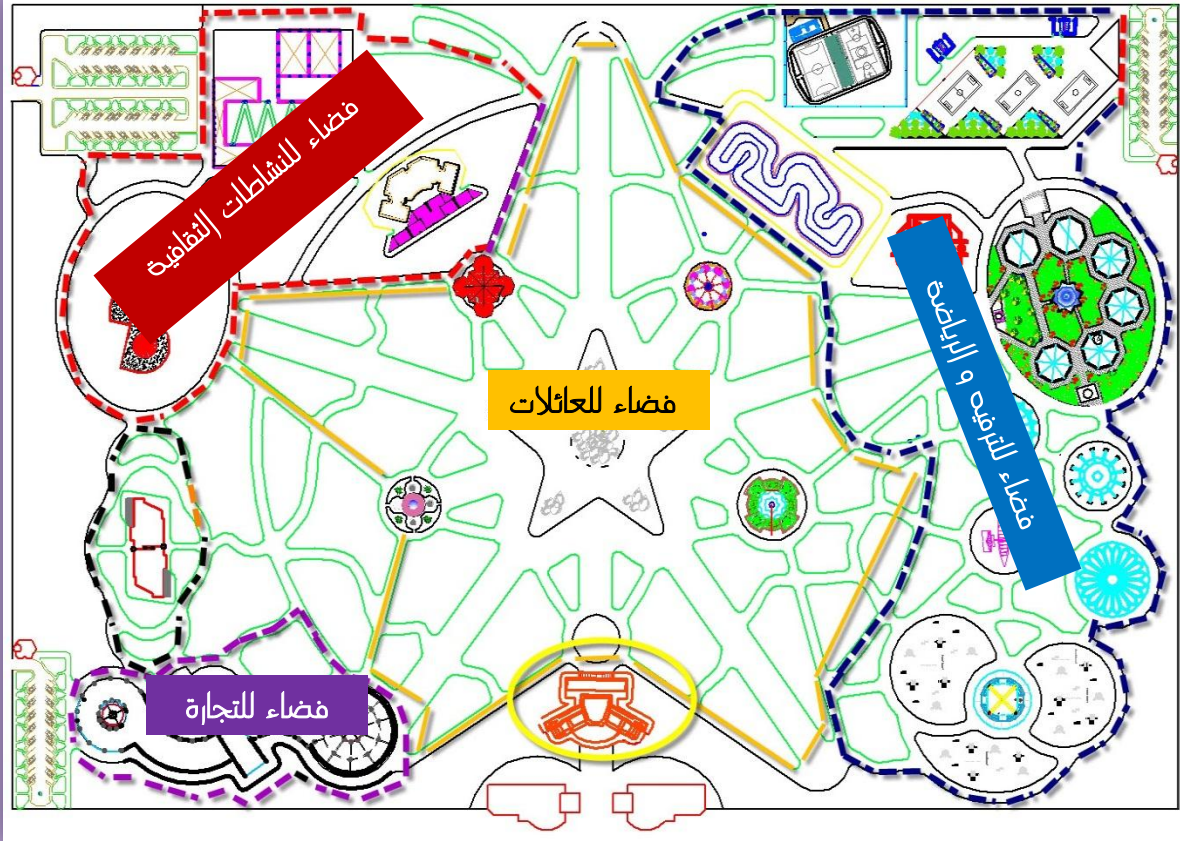 فضاء للنشاطات الثقافية
فضاء للترفيه و الرياضة
فضاء للعائلات
فضاء للتجارة